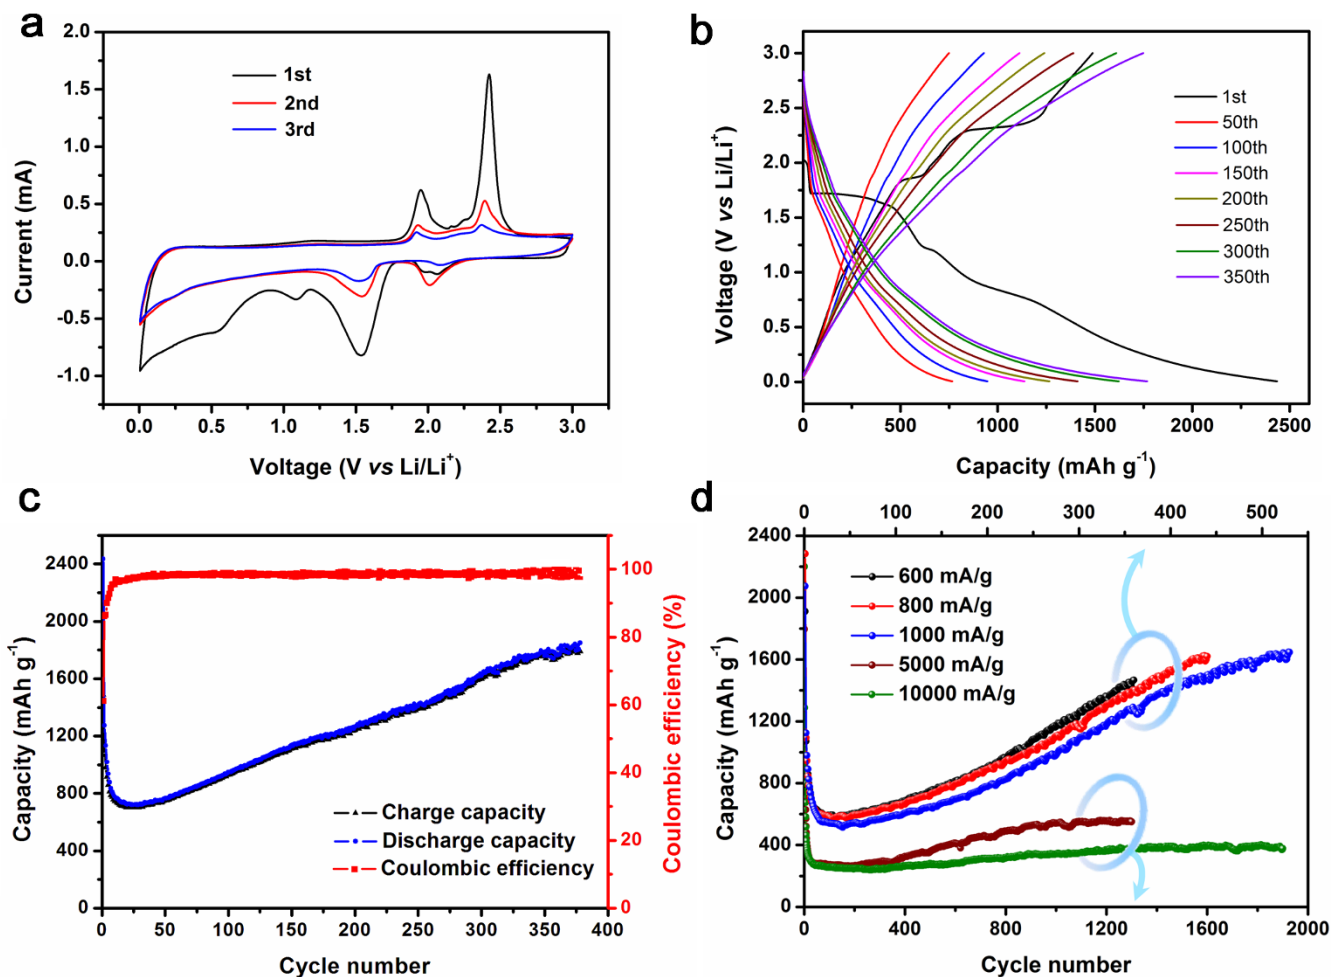 a
2.0
1.5
1.0
0.5
0.0
-0.5
-1.0
Current (mA)
1st
2nd
3rd
0.0 0.5 1.0 1.5 2.0 2.5 3.0
Voltage (V vs Li/Li⁺)
b
3.0
2.5
2.0
1.5
1.0
0.5
0.0
Voltage (V vs Li/Li⁺)
1st
50th
100th
150th
200th
250th
300th
350th
0 500 1000 1500 2000 2500
Capacity (mAh g⁻¹)
c
2400
2000
1600
1200
800
400
0
Capacity (mAh g⁻¹)
Charge capacity
Discharge capacity
Coulombic efficiency
100
80
60
40
20
0
Coulombic efficiency (%)
0 50 100 150 200 250 300 350 400
Cycle number
d
0 100 200 300 400 500
2400
2000
1600
1200
800
400
0
Capacity (mAh g⁻¹)
600 mA/g
800 mA/g
1000 mA/g
5000 mA/g
10000 mA/g
0 400 800 1200 1600 2000
Cycle number